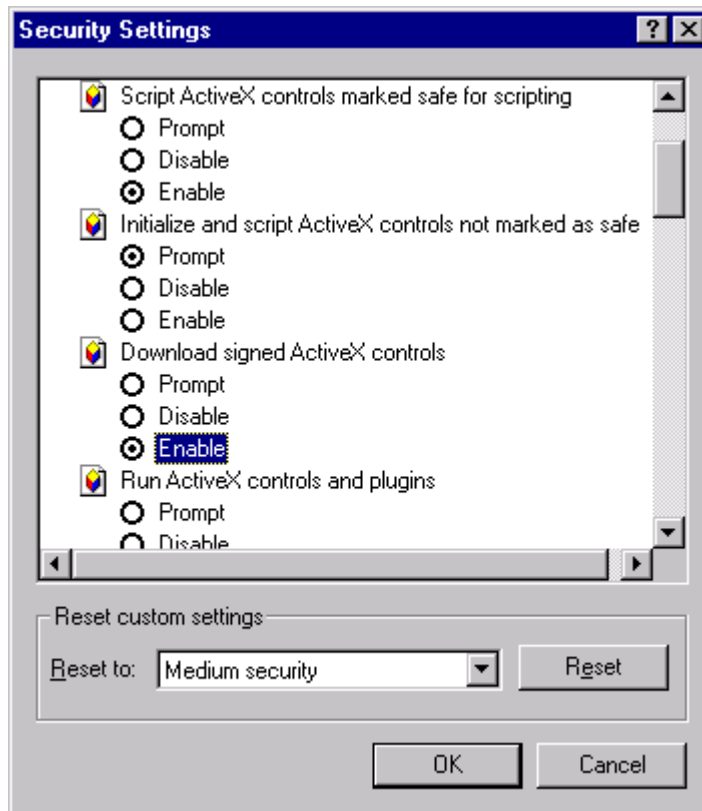 Security Settings
Script ActiveX controls marked safe for scripting
Prompt
Disable
Enable
Initialize and script ActiveX controls not marked as safe
Prompt
Disable
Enable
Download signed ActiveX controls
Prompt
Disable
Enable
Run ActiveX controls and plugins
Prompt
Disable
Reset custom settings
Reset to: Medium security Reset
OK Cancel